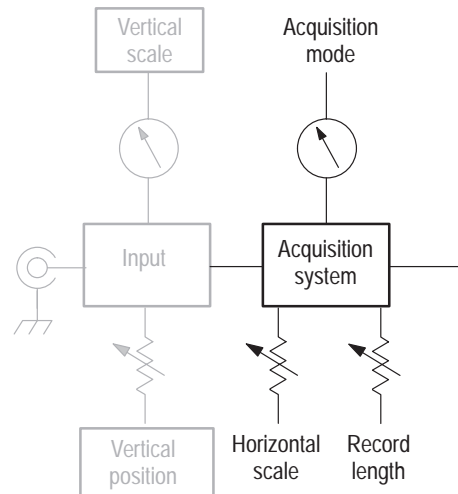 Vertical
scale
Acquisition
mode
Input
Acquisition
system
Vertical
position
Horizontal
scale
Record
length